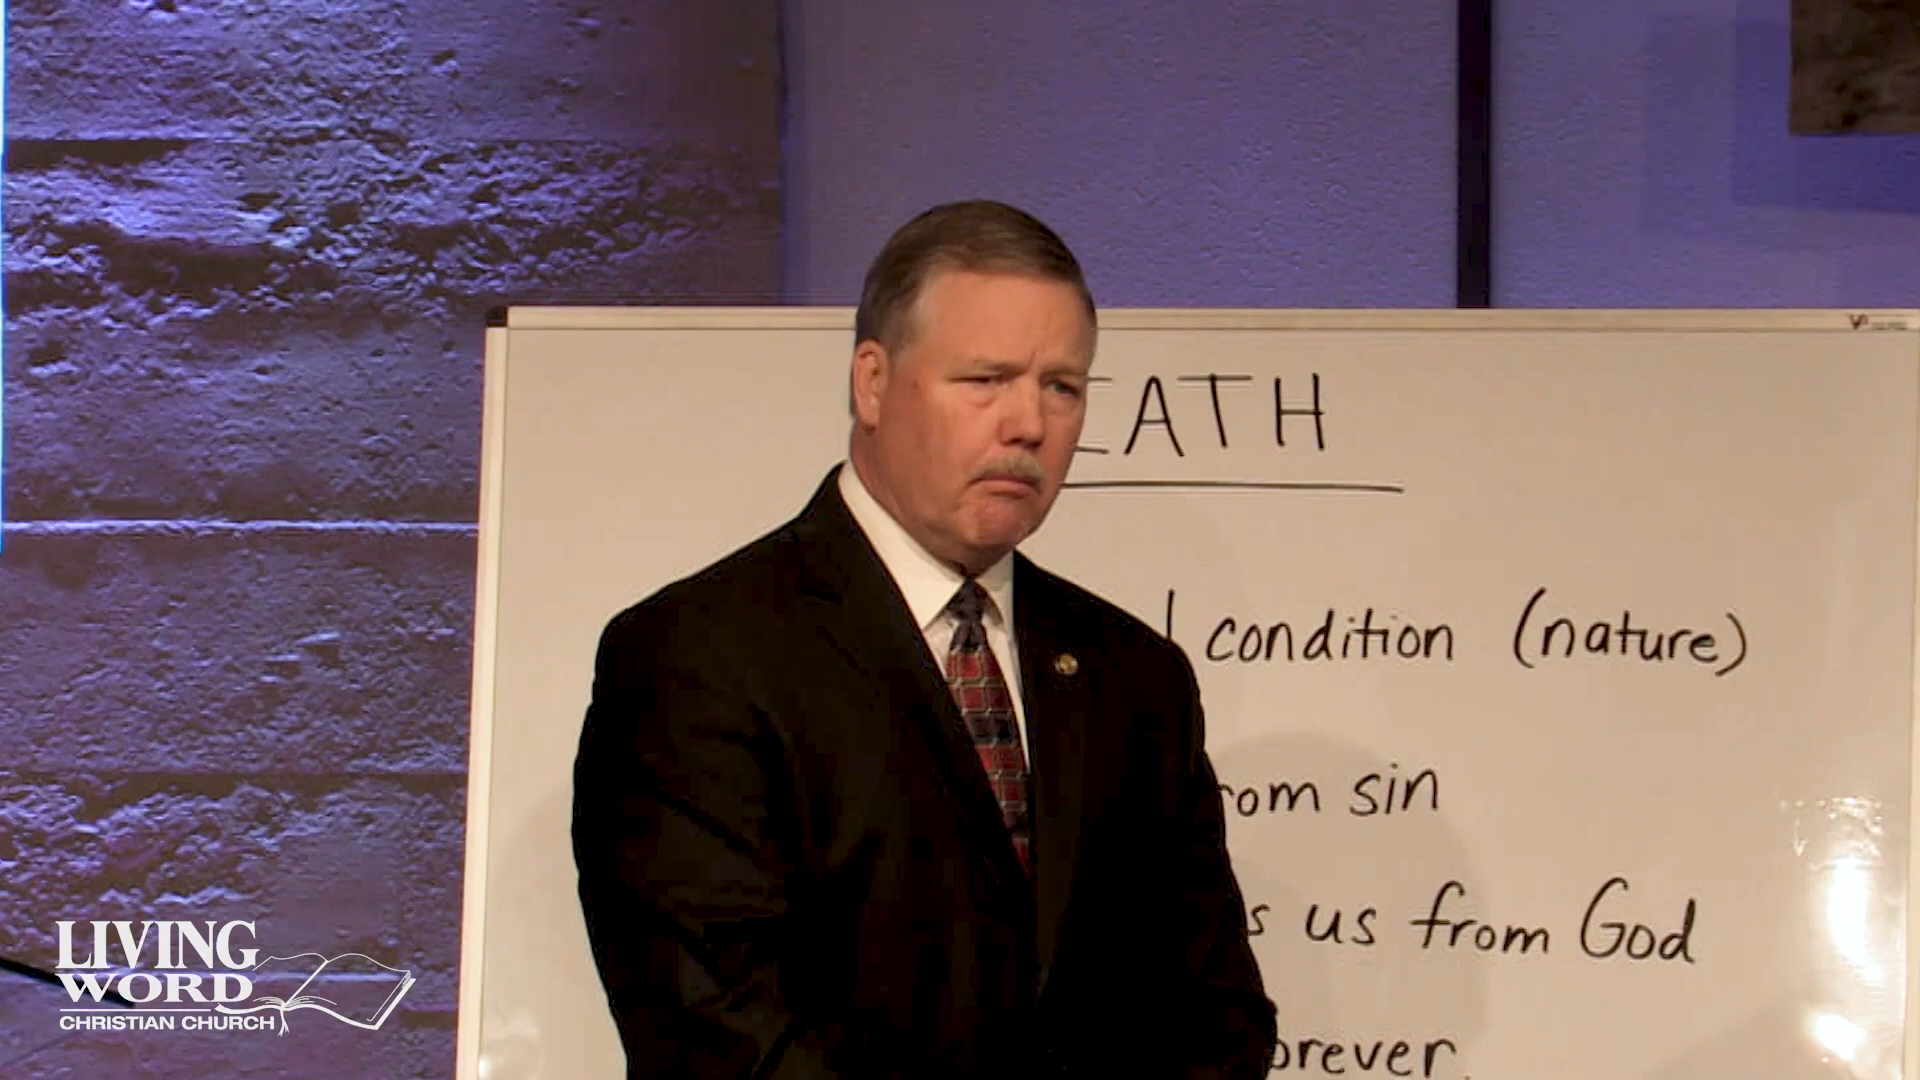 EATH
condition (nature)
rom sin
s us from God
orever
LIVING
WORD
CHRISTIAN CHURCH